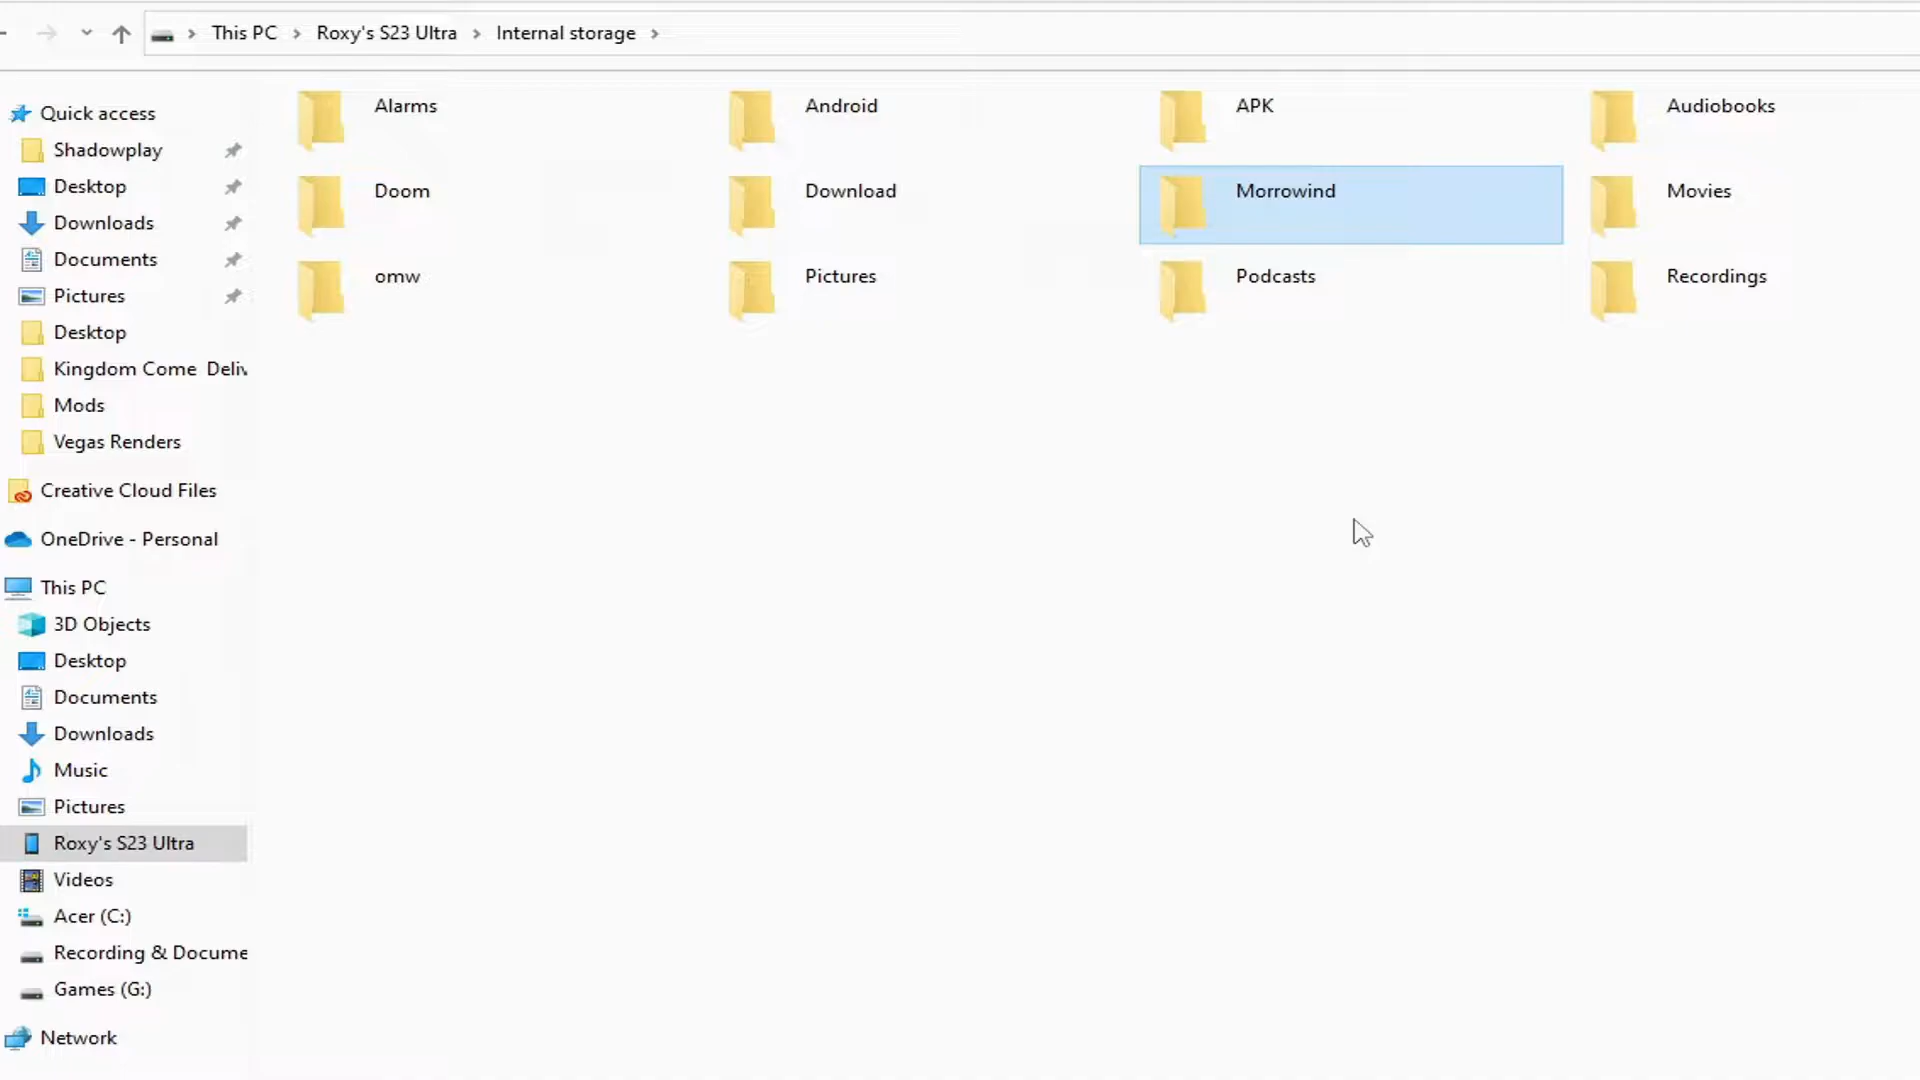 This PC > Roxy's S23 Ultra > Internal storage >
Quick access
Shadowplay
Desktop
Downloads
Documents
Pictures
Desktop
Kingdom Come Deliv
Mods
Vegas Renders
Creative Cloud Files
OneDrive - Personal
This PC
3D Objects
Desktop
Documents
Downloads
Music
Pictures
Roxy's S23 Ultra
Videos
Acer (C:)
Recording & Docume
Games (G:)
Network
Alarms
Android
APK
Audiobooks
Doom
Download
Morrowind
Movies
omw
Pictures
Podcasts
Recordings